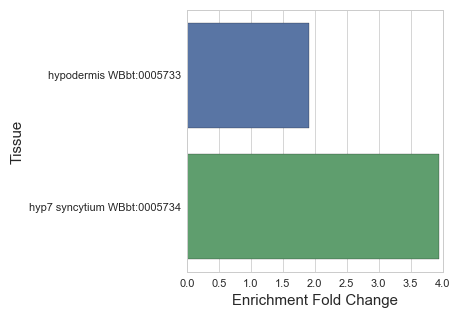 hypodermis WBbt:0005733
Tissue
hyp7 syncytium WBbt:0005734
0.0 0.5 1.0 1.5 2.0 2.5 3.0 3.5 4.0
Enrichment Fold Change